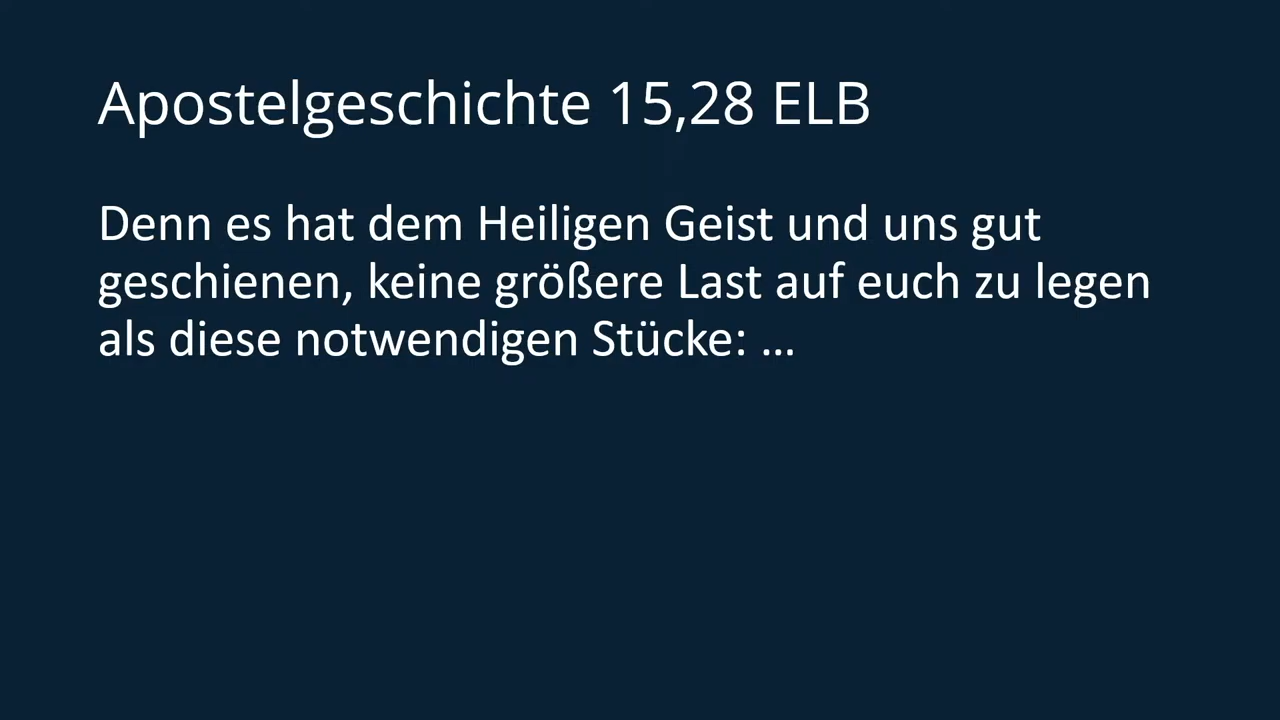 Apostelgeschichte 15,28 ELB
Denn es hat dem Heiligen Geist und uns gut
geschienen, keine größere Last auf euch zu legen
als diese notwendigen Stücke: …